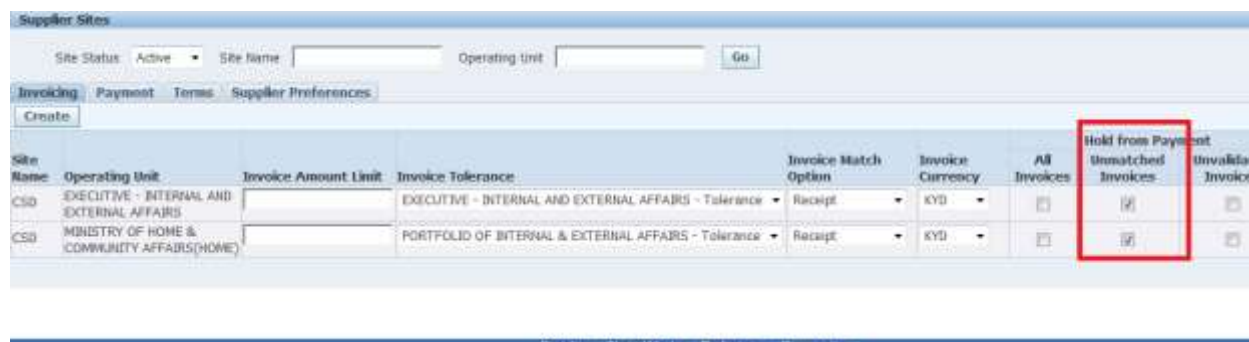 Supplier Sites
Site Status Active Site Name Operating Unit Go
Invoicing Payment Terms Supplier Preferences
Create
Hold from Payment
Site Name Operating Unit Invoice Amount Limit Invoice Tolerance Invoice Match Option Invoice Currency All Invoices Unmatched Invoices
CSD EXECUTIVE - INTERNAL AND EXTERNAL AFFAIRS EXECUTIVE - INTERNAL AND EXTERNAL AFFAIRS - Tolerance Receipt KYD
CSD MINISTRY OF HOME & COMMUNITY AFFAIRS(HOME) PORTFOLIO OF INTERNAL & EXTERNAL AFFAIRS - Tolerance Receipt KYD